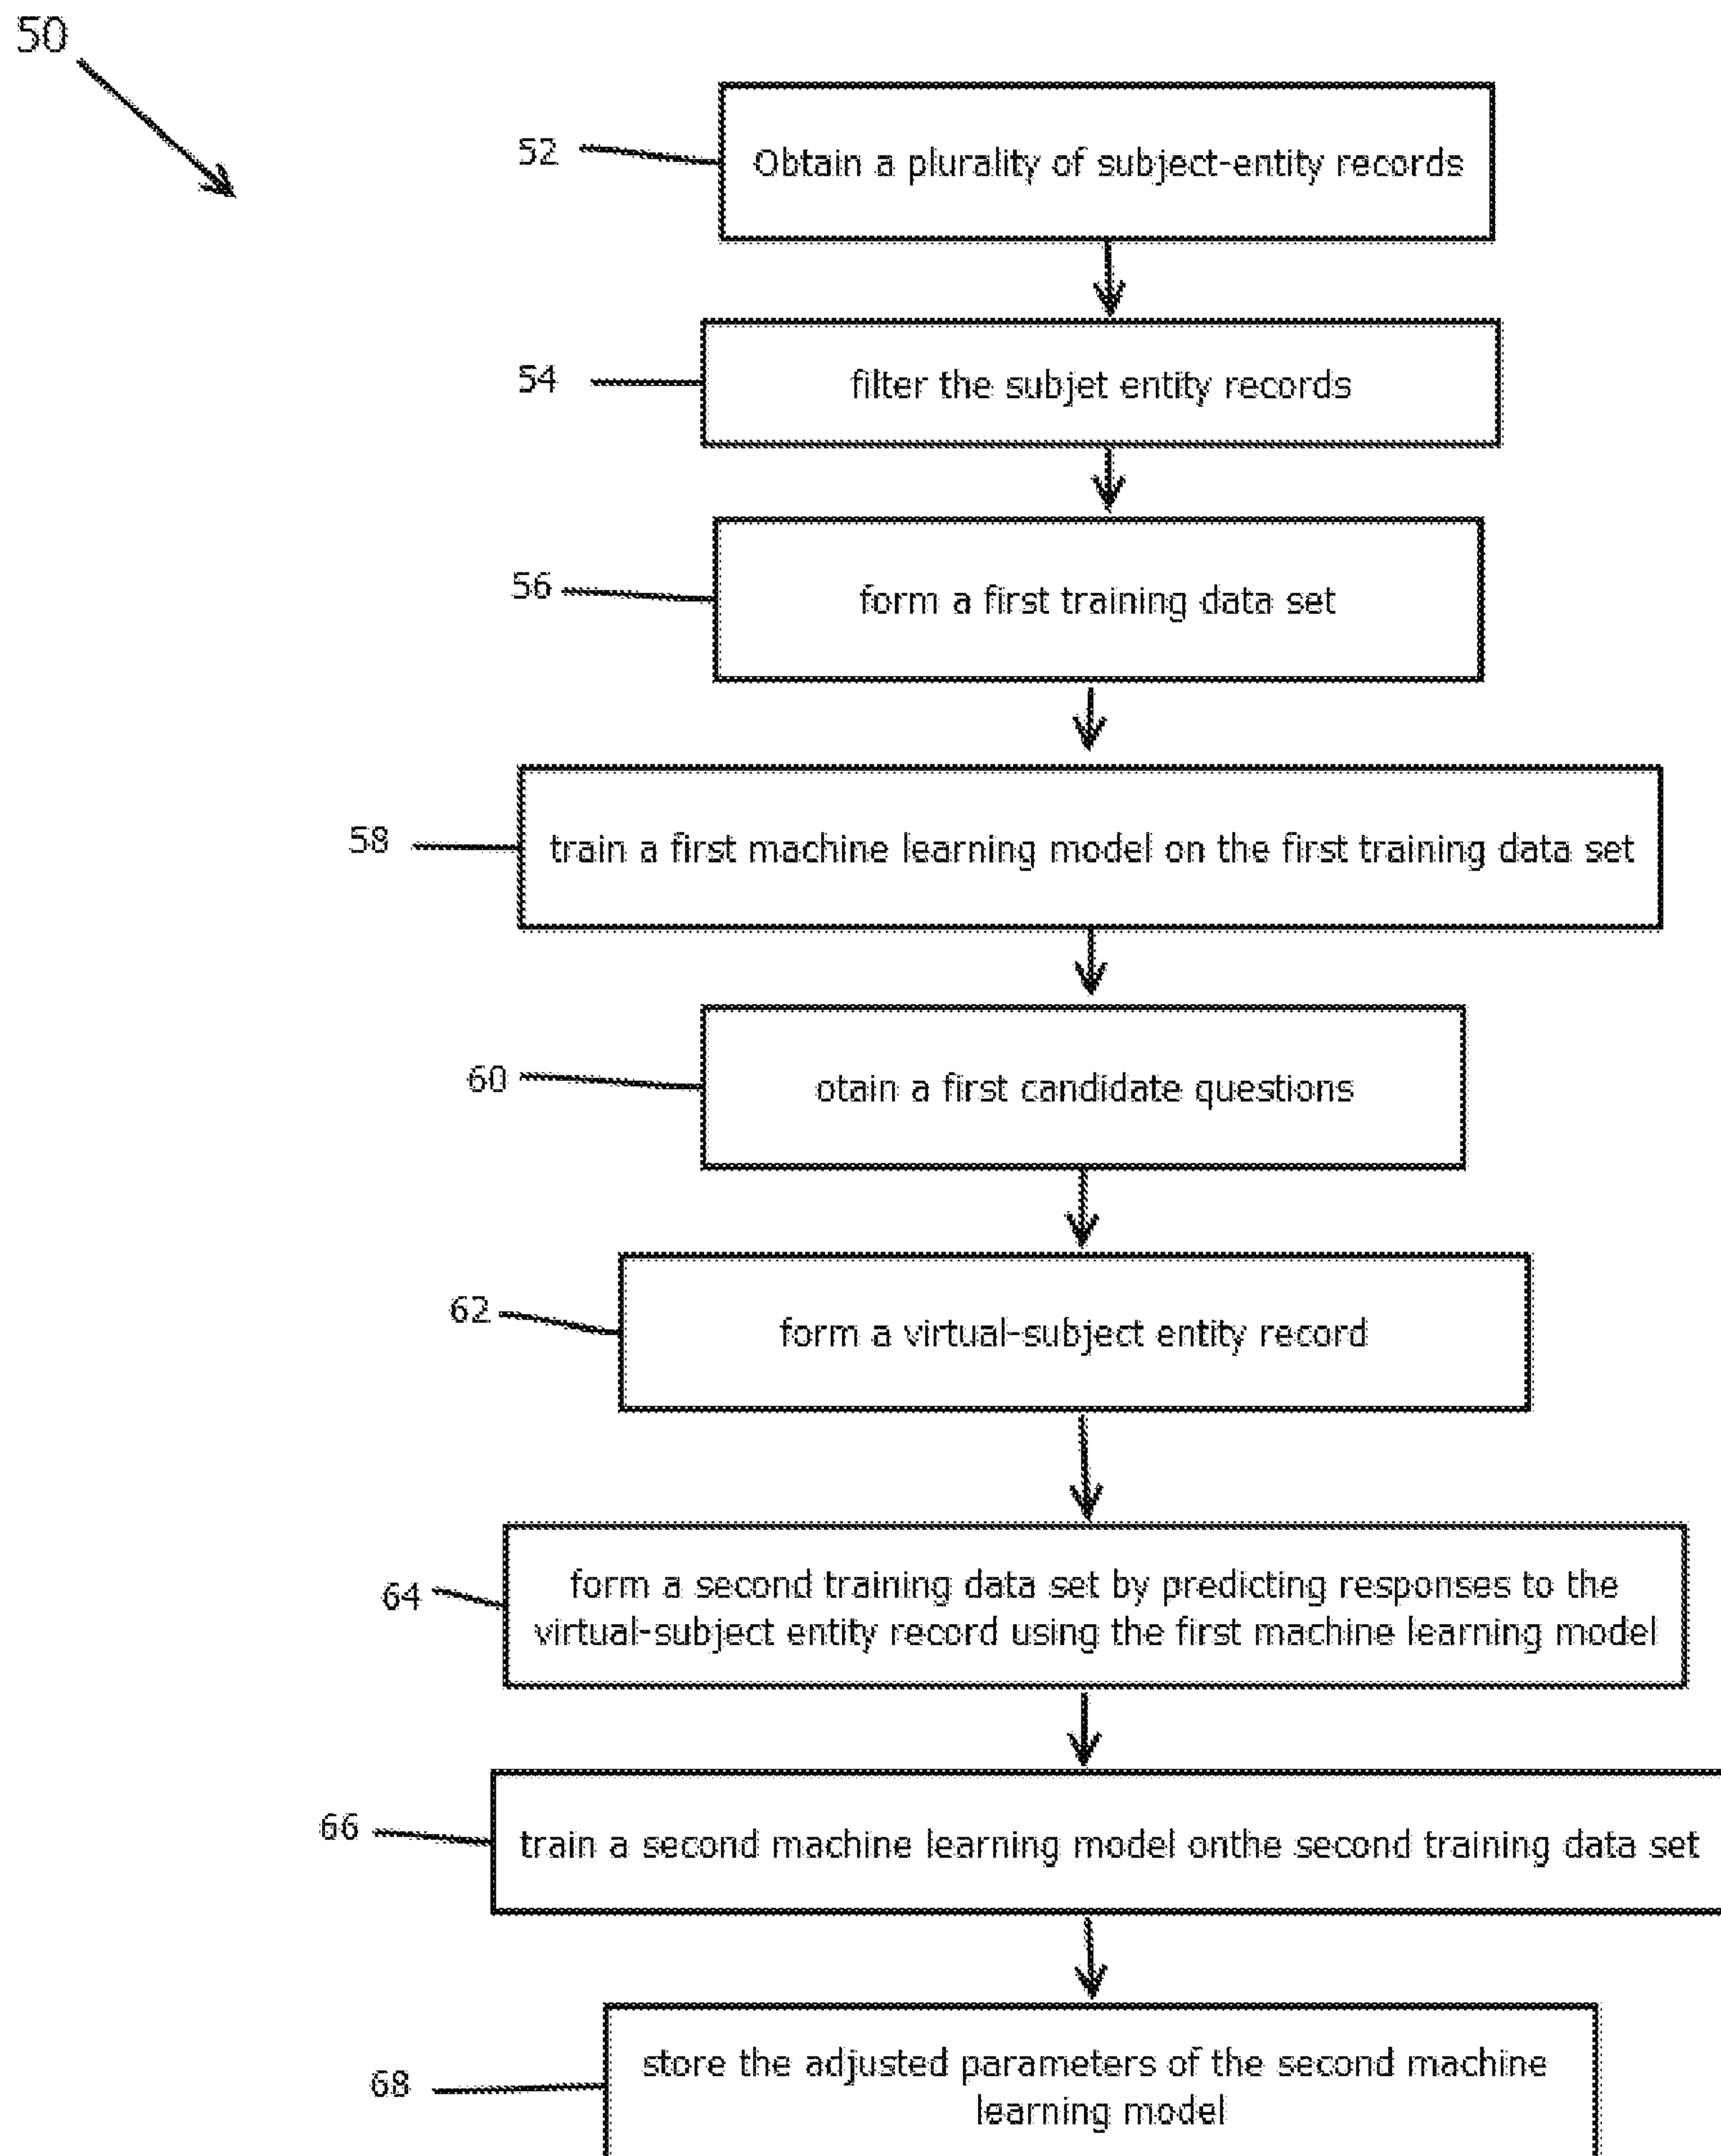 50
52
Obtain a plurality of subject-entity records
54
filter the subjet entity records
56
form a first training data set
58
train a first machine learning model on the first training data set
60
otain a first candidate questions
62
form a virtual-subject entity record
64
form a second training data set by predicting responses to the
virtual-subject entity record using the first machine learning model
66
train a second machine learning model onthe second training data set
68
store the adjusted parameters of the second machine
learning model